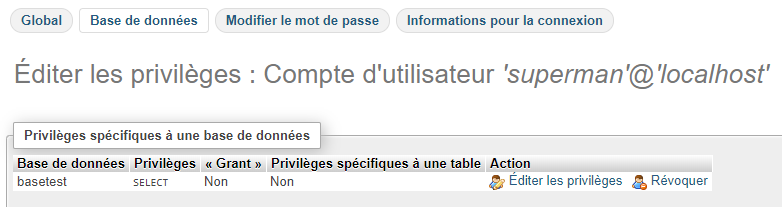 Global Base de données Modifier le mot de passe Informations pour la connexion
Éditer les privilèges : Compte d'utilisateur 'superman'@'localhost'
Privilèges spécifiques à une base de données
Base de données Privilèges « Grant » Privilèges spécifiques à une table Action
basetest SELECT Non Non Éditer les privilèges Révoquer